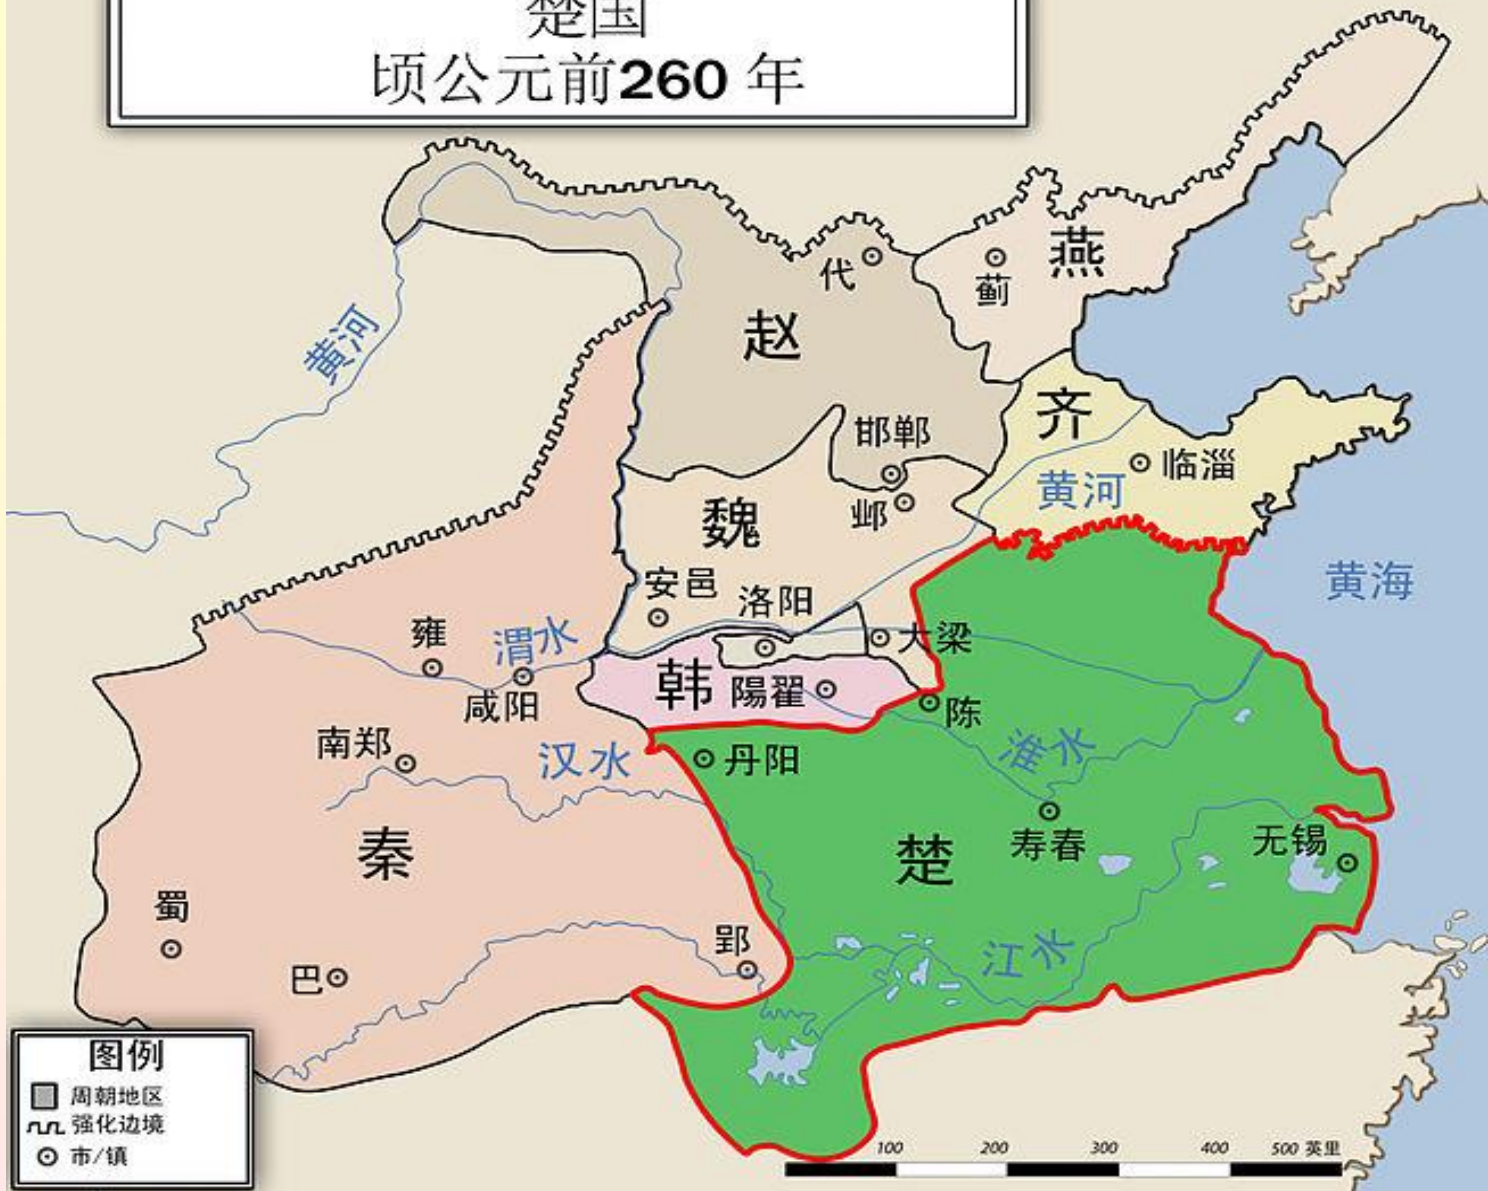 楚国
顷公元前260 年
燕
代
蓟
赵
黄河
齐
邯郸
临淄
黄河
魏
邺
黄海
安邑
洛阳
雍
渭水
大梁
韩
陽翟
咸阳
陈
南郑
汉水
丹阳
淮水
秦
楚
寿春
无锡
蜀
郢
江水
巴
图例
周朝地区
强化边境
市/镇
100
200
300
400
500 英里